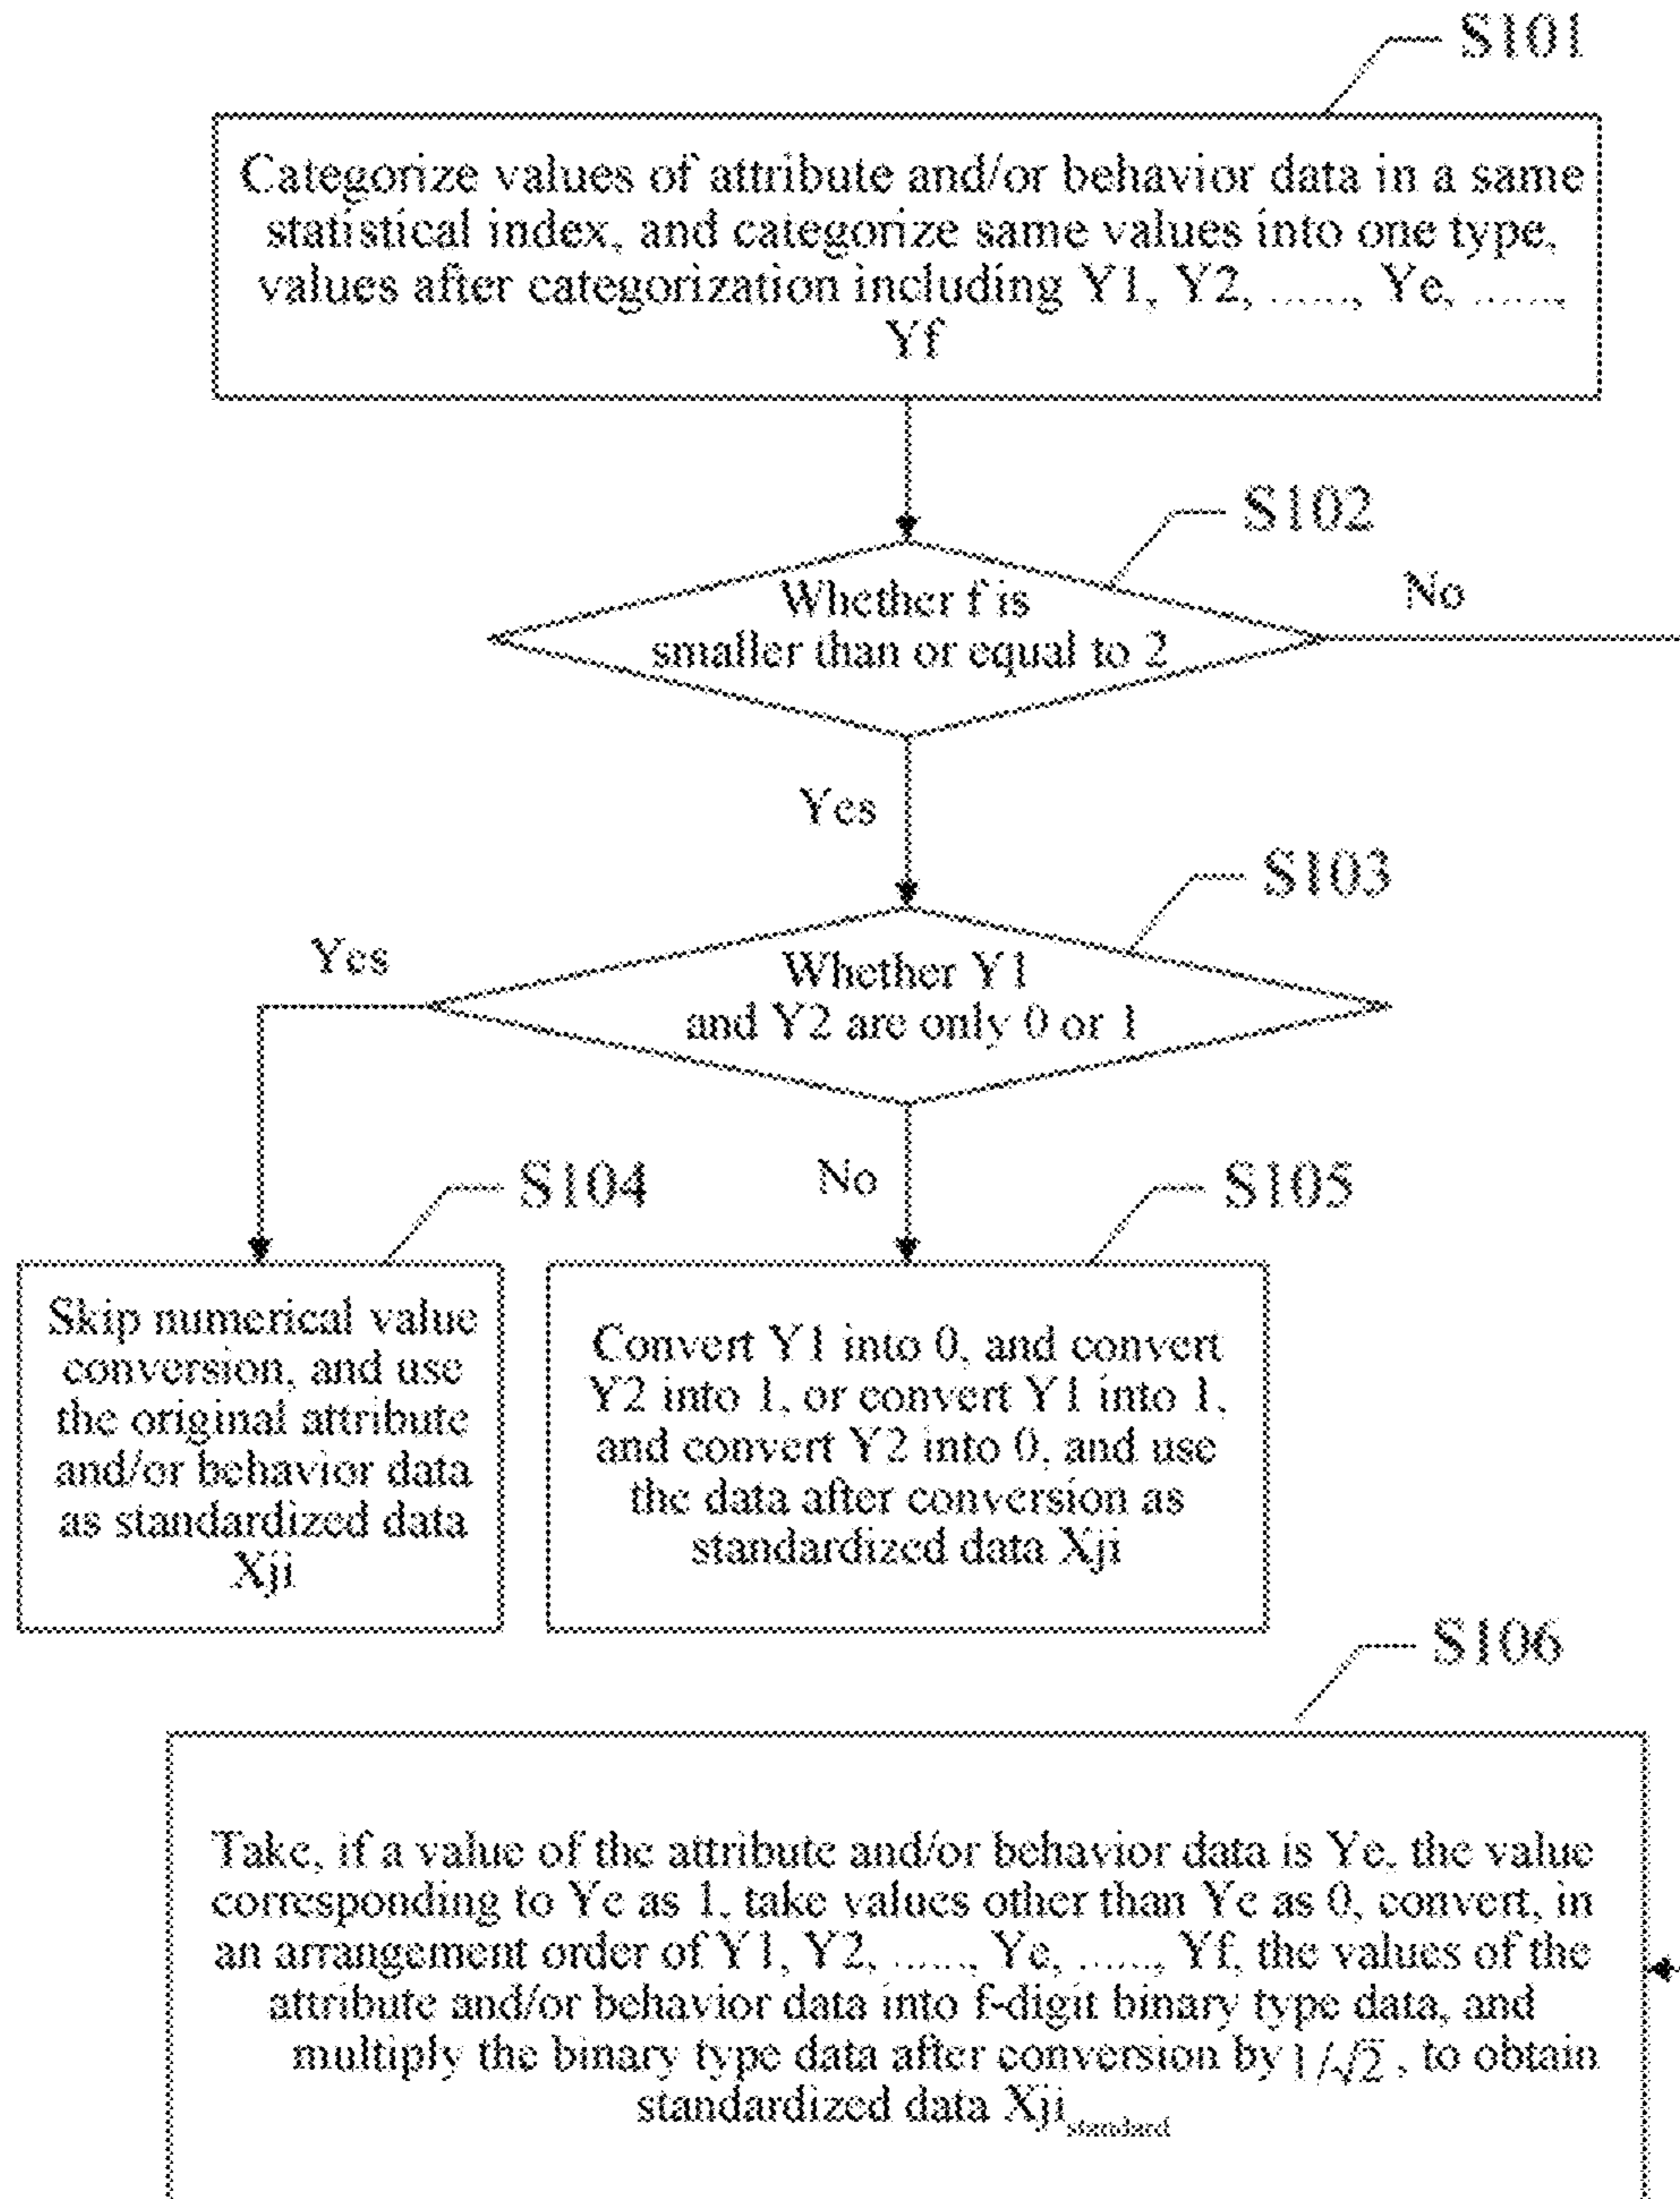 S101
Categorize values of attribute and/or behavior data in a same
statistical index, and categorize same values into one type,
values after categorization including Y1, Y2, ......, Ye, ......,
Yf
S102
Whether f is
smaller than or equal to 2
No
Yes
S103
Whether Y1
and Y2 are only 0 or 1
Yes
No
S104
Skip numerical value
conversion, and use
the original attribute
and/or behavior data
as standardized data
Xji
S105
Convert Y1 into 0, and convert
Y2 into 1, or convert Y1 into 1,
and convert Y2 into 0, and use
the data after conversion as
standardized data Xji
S106
Take, if a value of the attribute and/or behavior data is Ye, the value
corresponding to Ye as 1, take values other than Ye as 0, convert, in
an arrangement order of Y1, Y2, ......, Ye, ......, Yf, the values of the
attribute and/or behavior data into f-digit binary type data, and
multiply the binary type data after conversion by 1/√2, to obtain
standardized data Xji standard